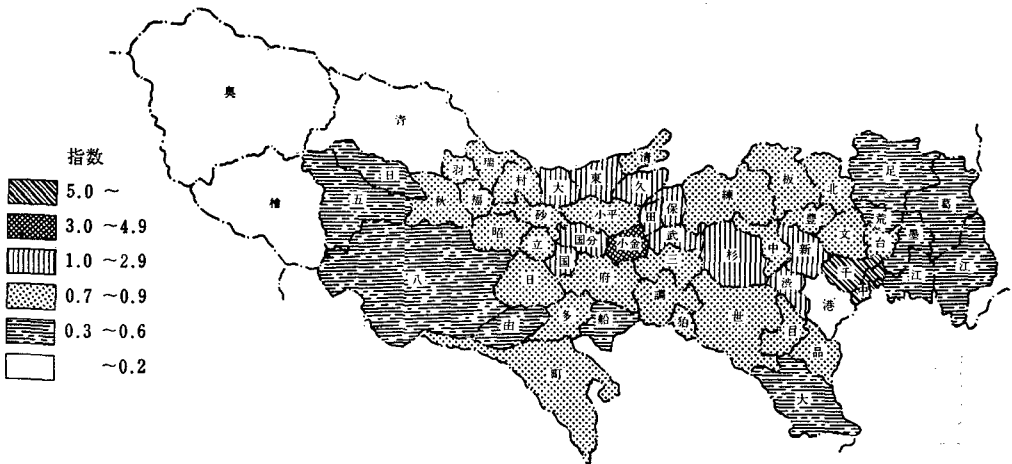 指数
5.0 ~
3.0 ~4.9
1.0 ~2.9
0.7 ~0.9
0.3 ~0.6
~0.2
奥
青
檜
日
五
羽
瑞
村
秋
福
大
東
清
久
田
保
昭
砂
小平
立
国分
小金
武
三
国
八
日
府
調
由
多
船
狛
町
練
板
北
足
葛
豊
文
荒
台
墨
杉
中
新
千
江
江
渋
港
世
目
品
大